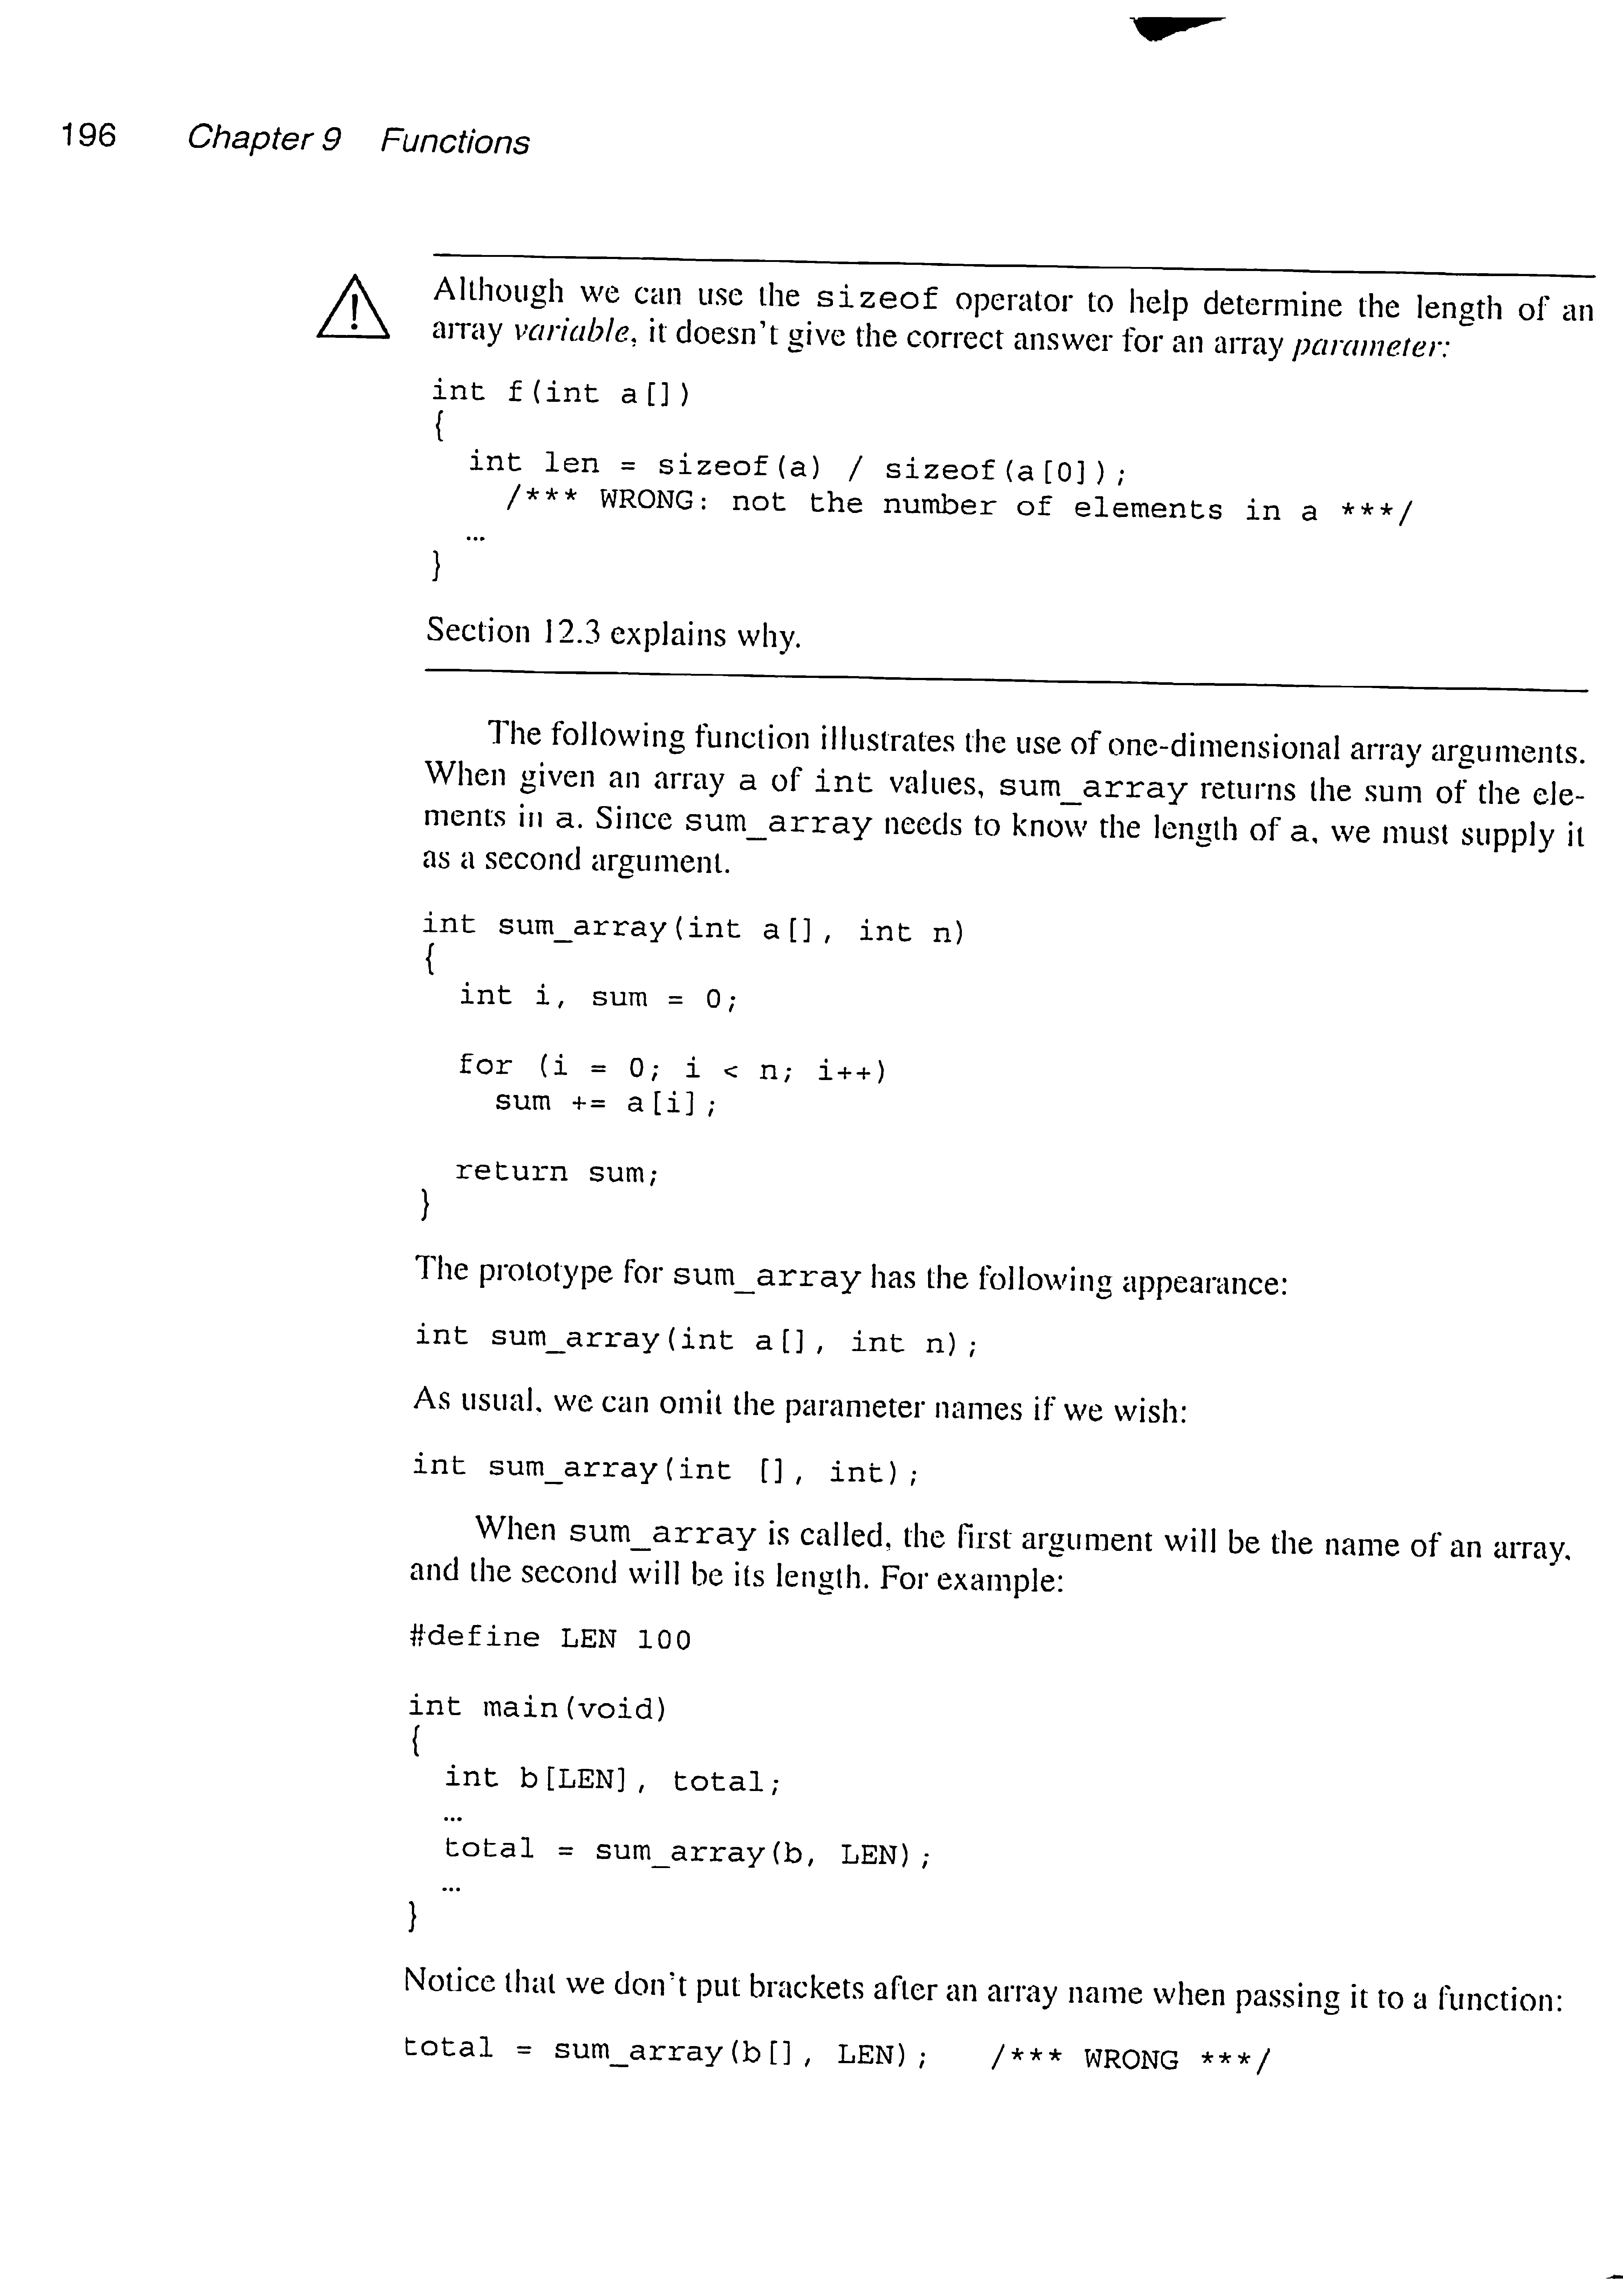 196 Chapter 9 Functions
Although we can use the sizeof operator to help determine the length of an
array variable, it doesn't give the correct answer for an array parameter:
int f(int a[])
{
  int len = sizeof(a) / sizeof(a[0]);
    /*** WRONG: not the number of elements in a ***/
  …
}
Section 12.3 explains why.
The following function illustrates the use of one-dimensional array arguments.
When given an array a of int values, sum_array returns the sum of the ele-
ments in a. Since sum_array needs to know the length of a, we must supply it
as a second argument.
int sum_array(int a[], int n)
{
  int i, sum = 0;
  for (i = 0; i < n; i++)
    sum += a[i];
  return sum;
}
The prototype for sum_array has the following appearance:
int sum_array(int a[], int n);
As usual, we can omit the parameter names if we wish:
int sum_array(int [], int);
When sum_array is called, the first argument will be the name of an array,
and the second will be its length. For example:
#define LEN 100
int main(void)
{
  int b[LEN], total;
  …
  total = sum_array(b, LEN);
  …
}
Notice that we don't put brackets after an array name when passing it to a function:
total = sum_array(b[], LEN);   /*** WRONG ***/